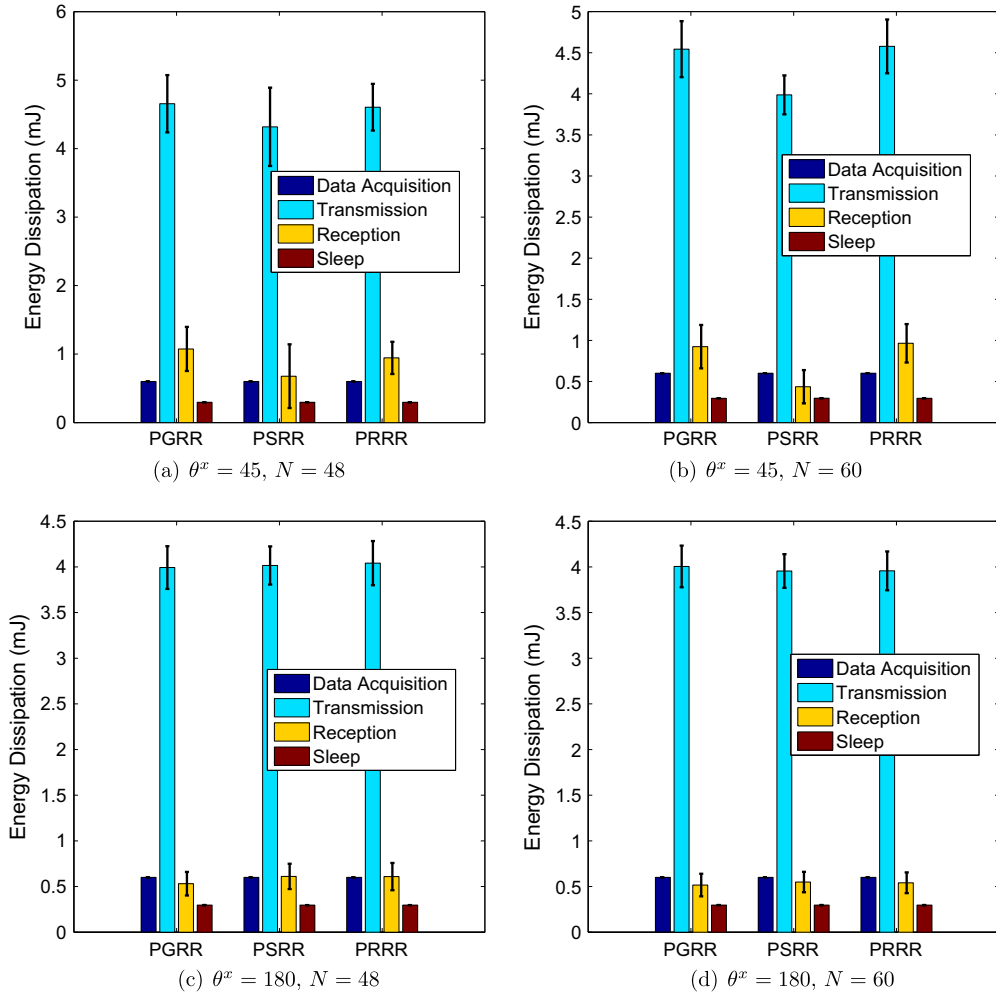 6
5
4
3
2
1
0
Energy Dissipation (mJ)
Data Acquisition
Transmission
Reception
Sleep
PGRR PSRR PRRR
(a) θˣ = 45, N = 48
5
4.5
4
3.5
3
2.5
2
1.5
1
0.5
0
Energy Dissipation (mJ)
Data Acquisition
Transmission
Reception
Sleep
PGRR PSRR PRRR
(b) θˣ = 45, N = 60
4.5
4
3.5
3
2.5
2
1.5
1
0.5
0
Energy Dissipation (mJ)
Data Acquisition
Transmission
Reception
Sleep
PGRR PSRR PRRR
(c) θˣ = 180, N = 48
4.5
4
3.5
3
2.5
2
1.5
1
0.5
0
Energy Dissipation (mJ)
Data Acquisition
Transmission
Reception
Sleep
PGRR PSRR PRRR
(d) θˣ = 180, N = 60